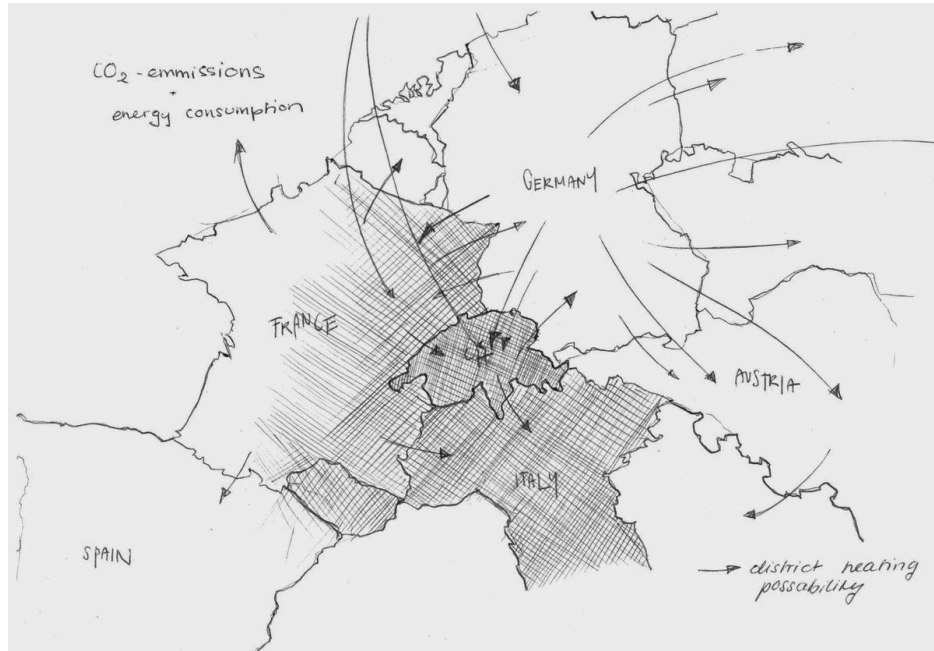 CO₂-emmissions
+
energy consumption
GERMANY
FRANCE
AUSTRIA
ITALY
SPAIN
district heating
possability